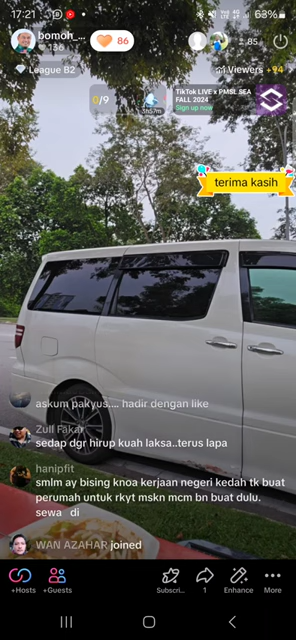 17:21
63%
bomoh_...
136
86
85
League B2
Viewers +94
0/9
3h57m
TikTok LIVE x PMSL SEA
FALL 2024
Sign up now
terima kasih
askum pakyus.... hadir dengan like
Zull Fakar
sedap dgr hirup kuah laksa..terus lapa
hanipfit
smlm ay bising knoa kerjaan negeri kedah tk buat
perumah untuk rkyt mskn mcm bn buat dulu.
sewa di
WAN AZAHAR joined
+Hosts
+Guests
Subscri...
1
Enhance
More